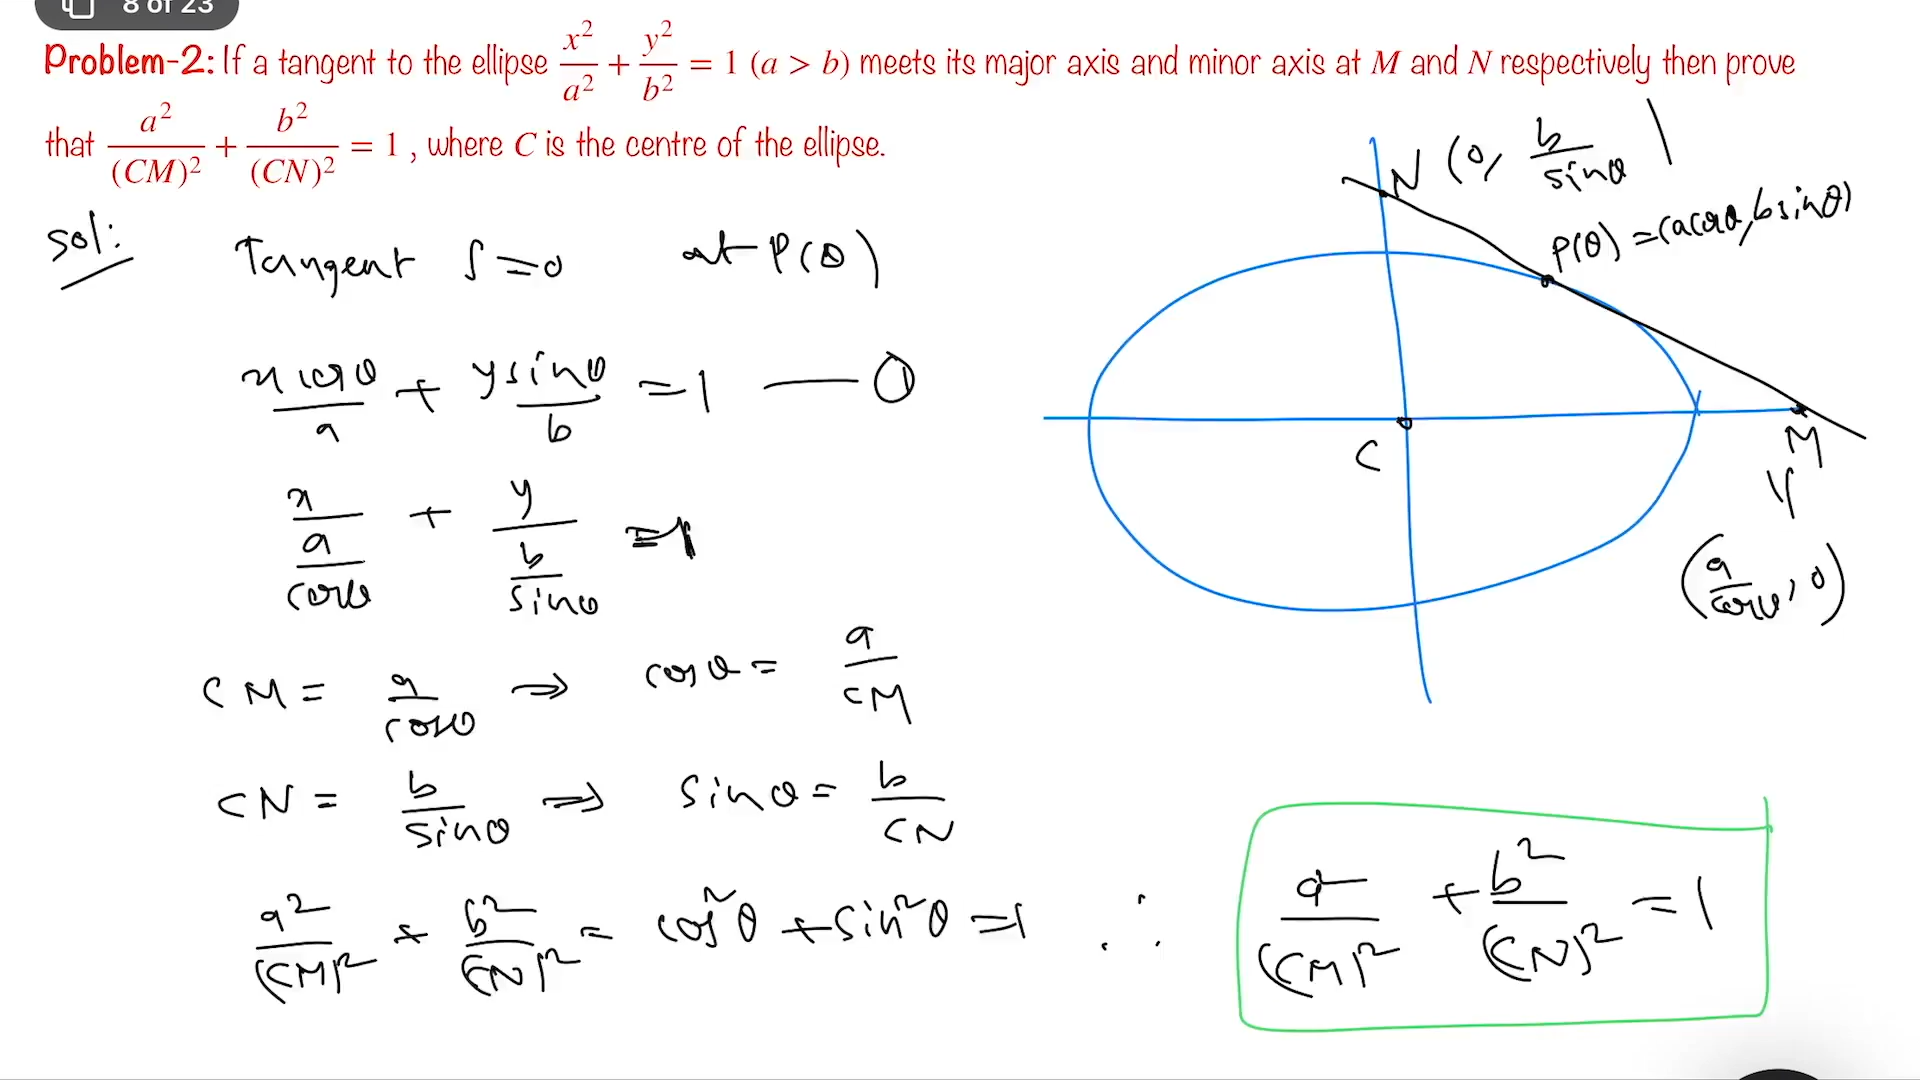 8 of 23
Problem-2: If a tangent to the ellipse x²/a² + y²/b² = 1 (a > b) meets its major axis and minor axis at M and N respectively then prove
that a²/(CM)² + b²/(CN)² = 1 , where C is the centre of the ellipse.
Sol:
Tangent S=0 at P(θ)
x cosθ/a + y sinθ/b = 1 — ①
x/(a/cosθ) + y/(b/sinθ) = 1
CM = a/cosθ ⇒ cosθ = a/CM
CN = b/sinθ ⇒ sinθ = b/CN
a²/(CM)² + b²/(CN)² = cos²θ + sin²θ = 1
N (0, b/sinθ)
P(θ) = (a cosθ, b sinθ)
C
M
(a/cosθ, 0)
∴ a²/(CM)² + b²/(CN)² = 1